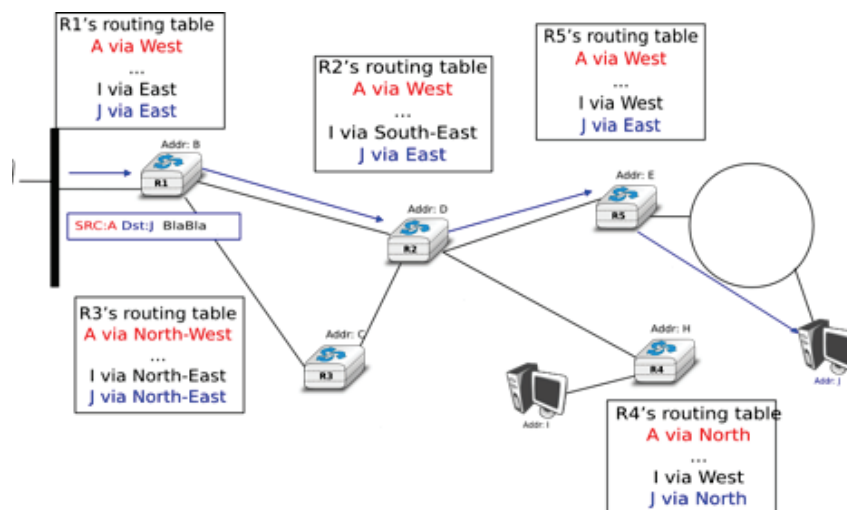 R1's routing table
A via West
...
I via East
J via East
R2's routing table
A via West
...
I via South-East
J via East
R5's routing table
A via West
...
I via West
J via East
Addr: B
R1
SRC:A Dst:J BlaBla
Addr: D
R2
Addr: E
R5
R3's routing table
A via North-West
...
I via North-East
J via North-East
Addr: C
R3
Addr: H
R4
Addr: I
Addr: J
R4's routing table
A via North
...
I via West
J via North